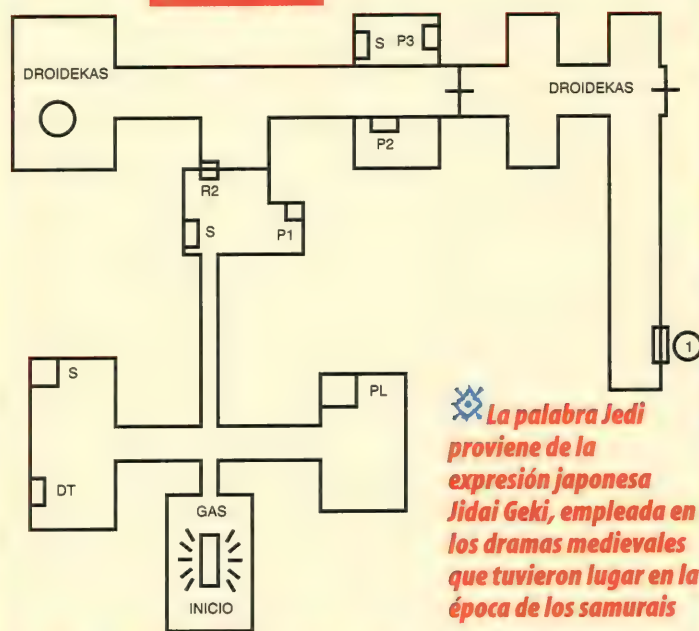 S P3
DROIDEKAS
DROIDEKAS
P2
R2
S
P1
S
PL
DT
GAS
INICIO
1
La palabra Jedi
proviene de la
expresión japonesa
Jidai Geki, empleada en
los dramas medievales
que tuvieron lugar en la
época de los samurais